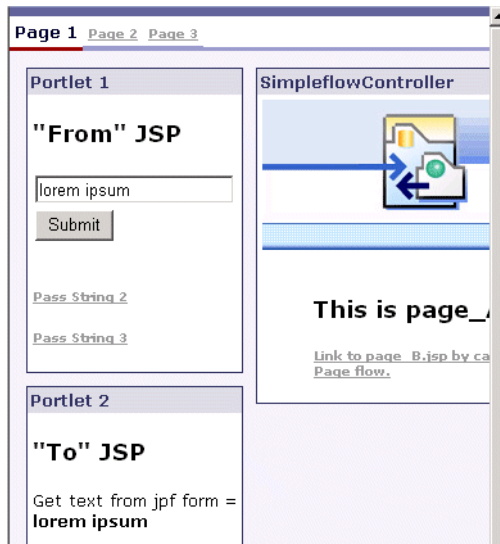 Page 1 Page 2 Page 3
Portlet 1
"From" JSP
lorem ipsum
Submit
Pass String 2
Pass String 3
Portlet 2
"To" JSP
Get text from jpf form =
lorem ipsum
SimpleflowController
This is page_
Link to page_B.jsp by ca
Page flow.